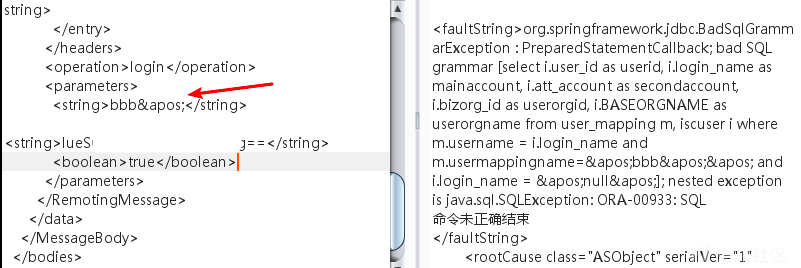 string>
</entry>
</headers>
<operation>login</operation>
<parameters>
<string>bbb&apos;</string>
<string>lueS g==</string>
<boolean>true</boolean>
</parameters>
</RemotingMessage>
</data>
</MessageBody>
</bodies>
<faultString>org.springframework.jdbc.BadSqlGramm
arException : PreparedStatementCallback; bad SQL
grammar [select i.user_id as userid, i.login_name as
mainaccount, i.att_account as secondaccount,
i.bizorg_id as userorgid, i.BASEORGNAME as
userorgname from user_mapping m, iscuser i where
m.username = i.login_name and
m.usermappingname=&apos;bbb&apos;&apos; and
i.login_name = &apos;null&apos;]; nested exception
is java.sql.SQLException: ORA-00933: SQL
命令未正确结束
</faultString>
<rootCause class="ASObject" serialVer="1"